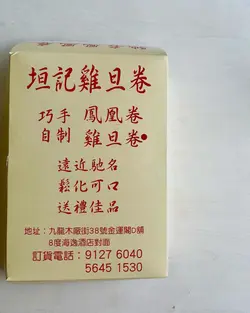 垣記雞旦卷
巧手 鳳凰卷
自制 雞旦卷
遠近馳名
鬆化可口
送禮佳品
地址：九龍木廠街38號金運閣D舖
8度海逸酒店對面
訂貨電話：9127 6040
5645 1530